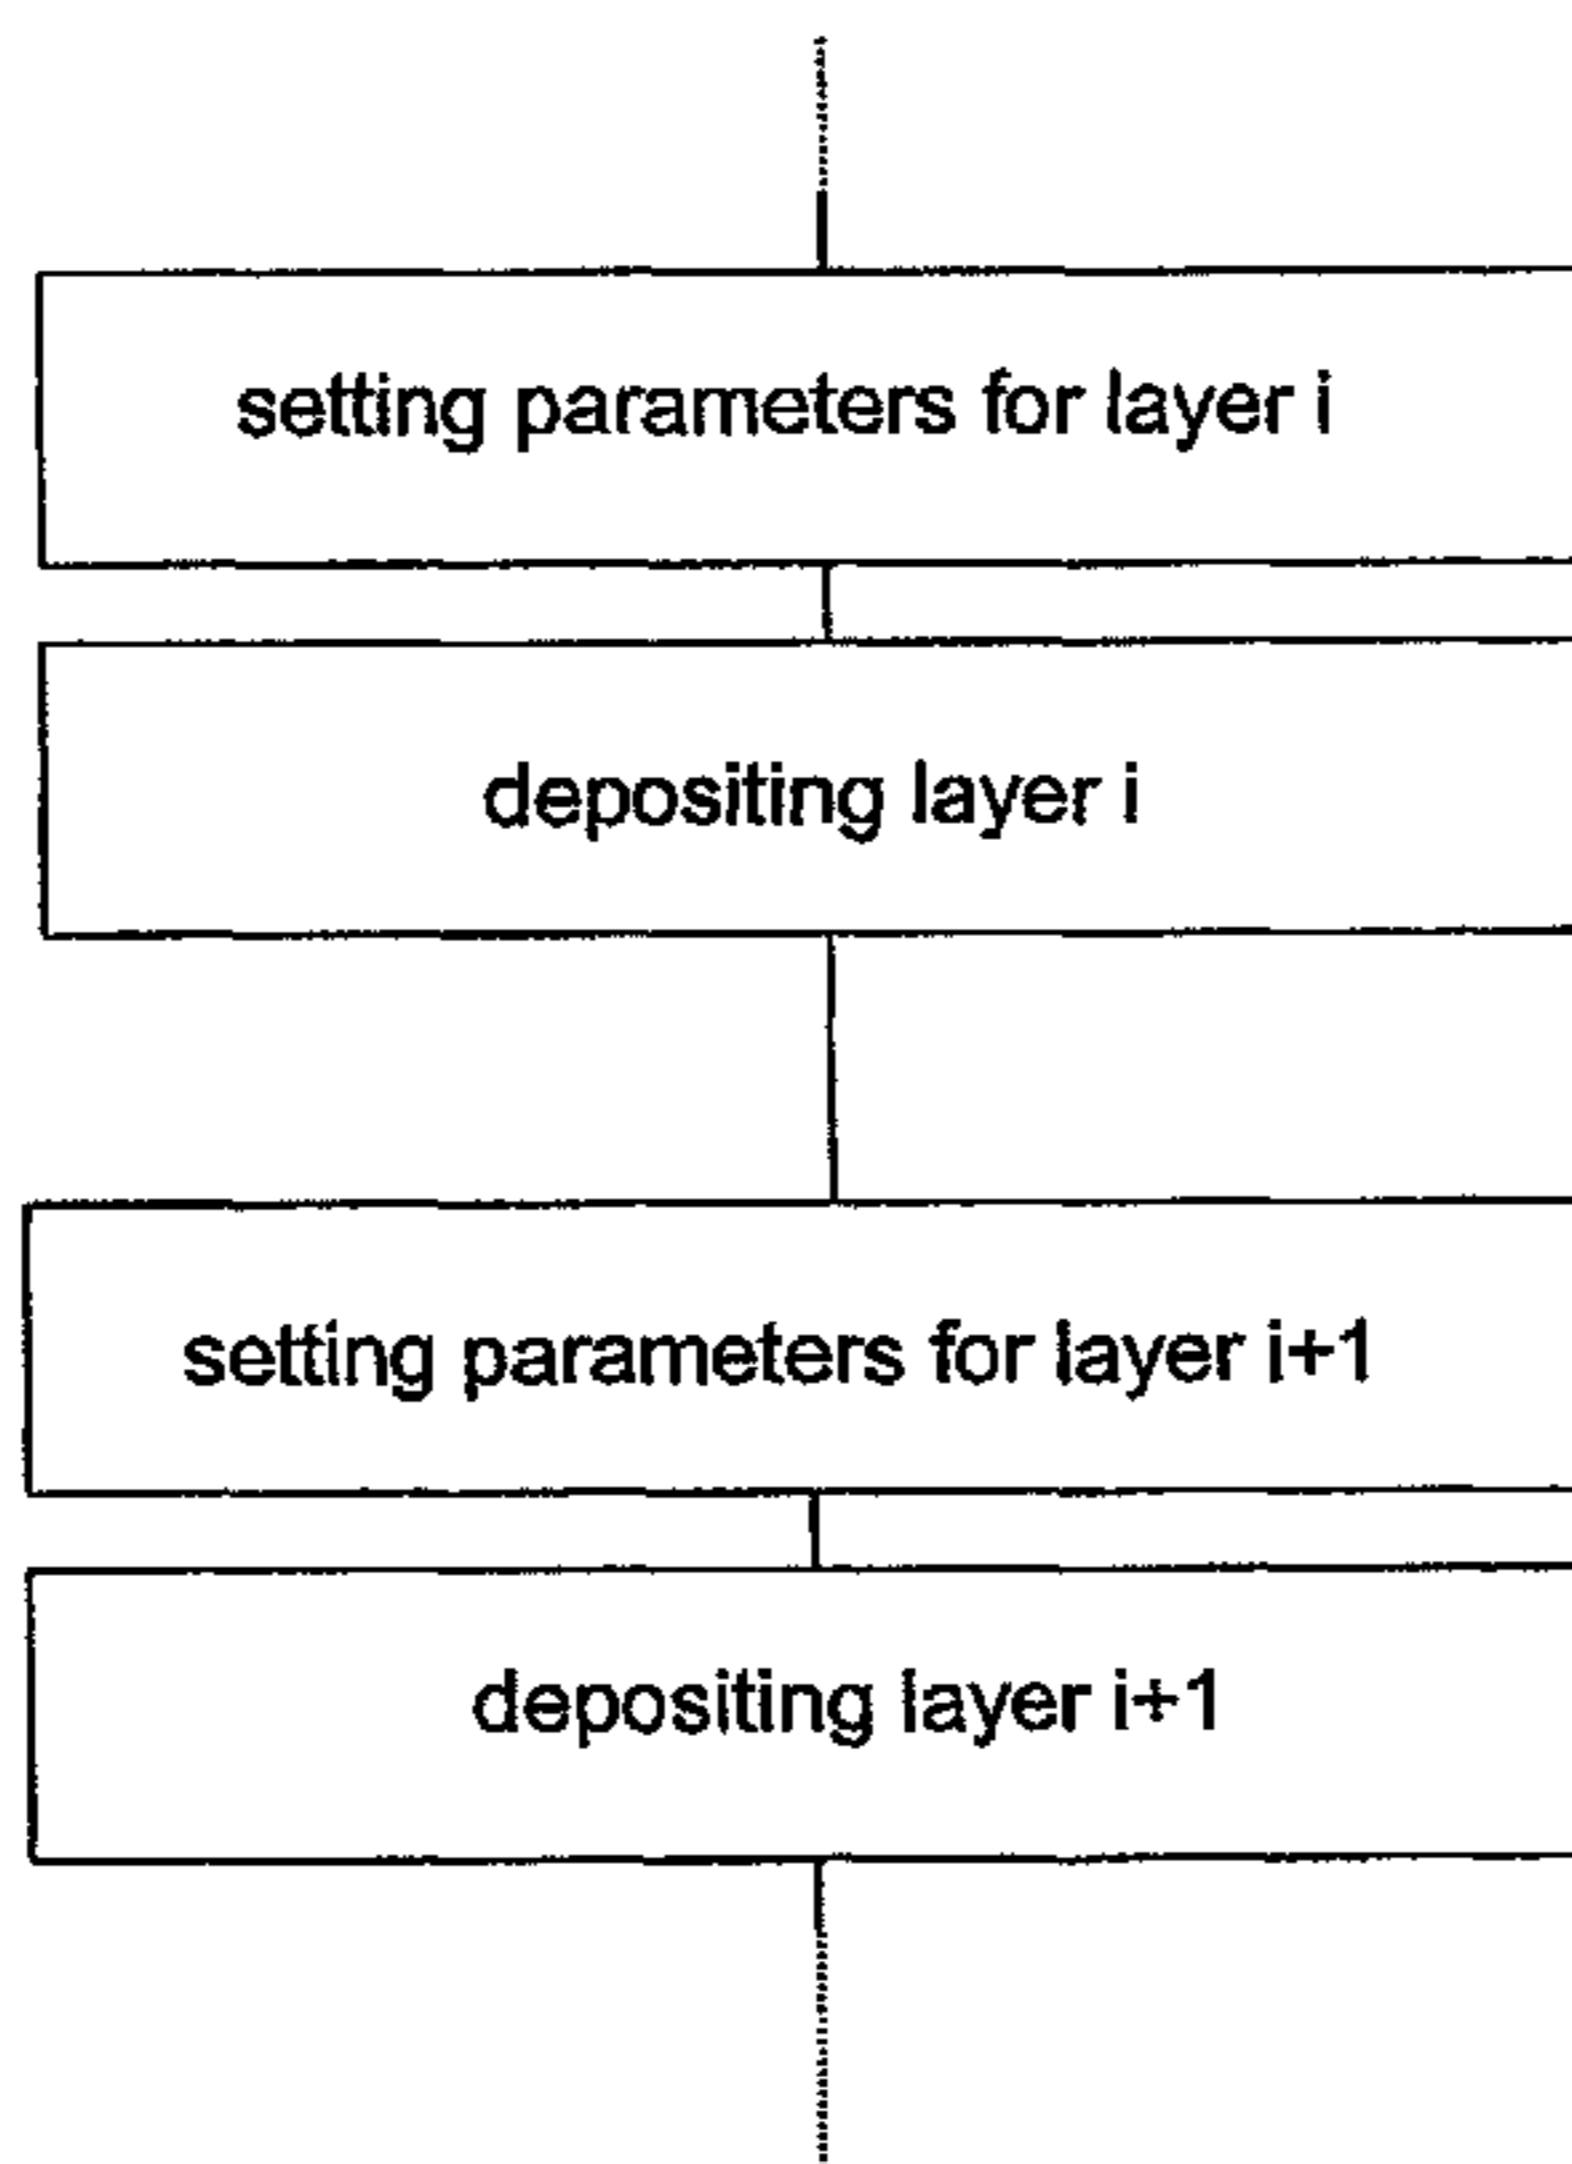 setting parameters for layer i
depositing layer i
setting parameters for layer i+1
depositing layer i+1